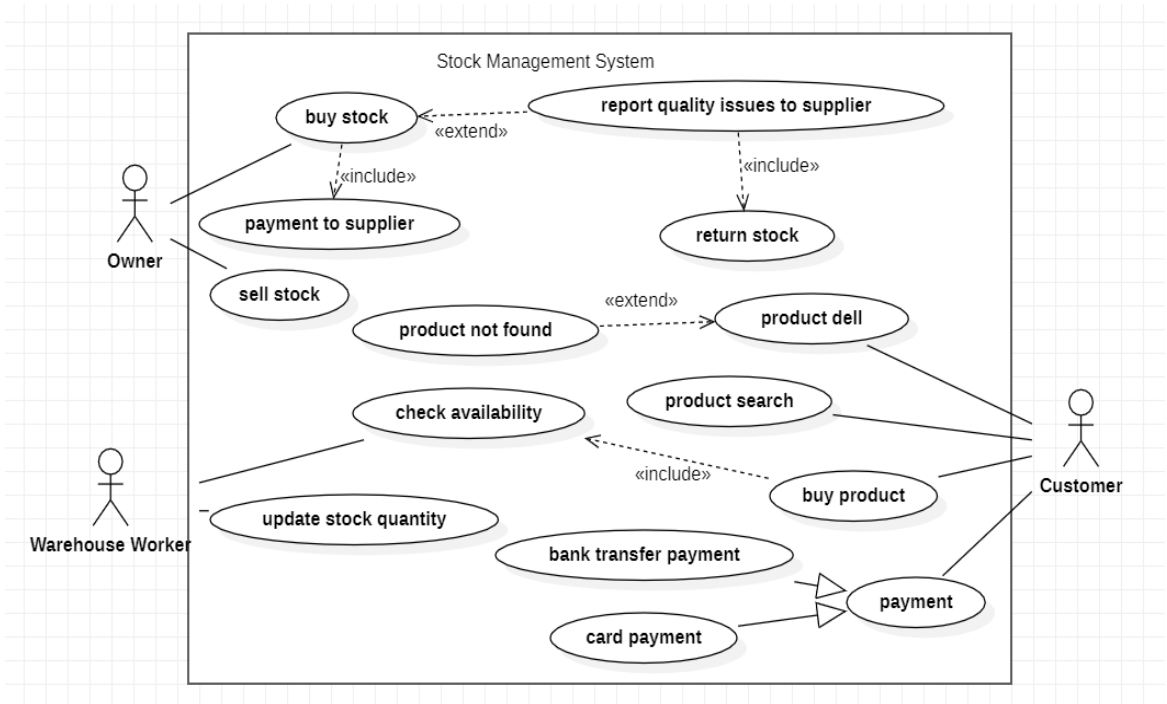 Stock Management System
buy stock
report quality issues to supplier
«extend»
«include»
«include»
payment to supplier
return stock
Owner
sell stock
«extend»
product not found
product dell
check availability
product search
«include»
Customer
buy product
update stock quantity
Warehouse Worker
bank transfer payment
payment
card payment